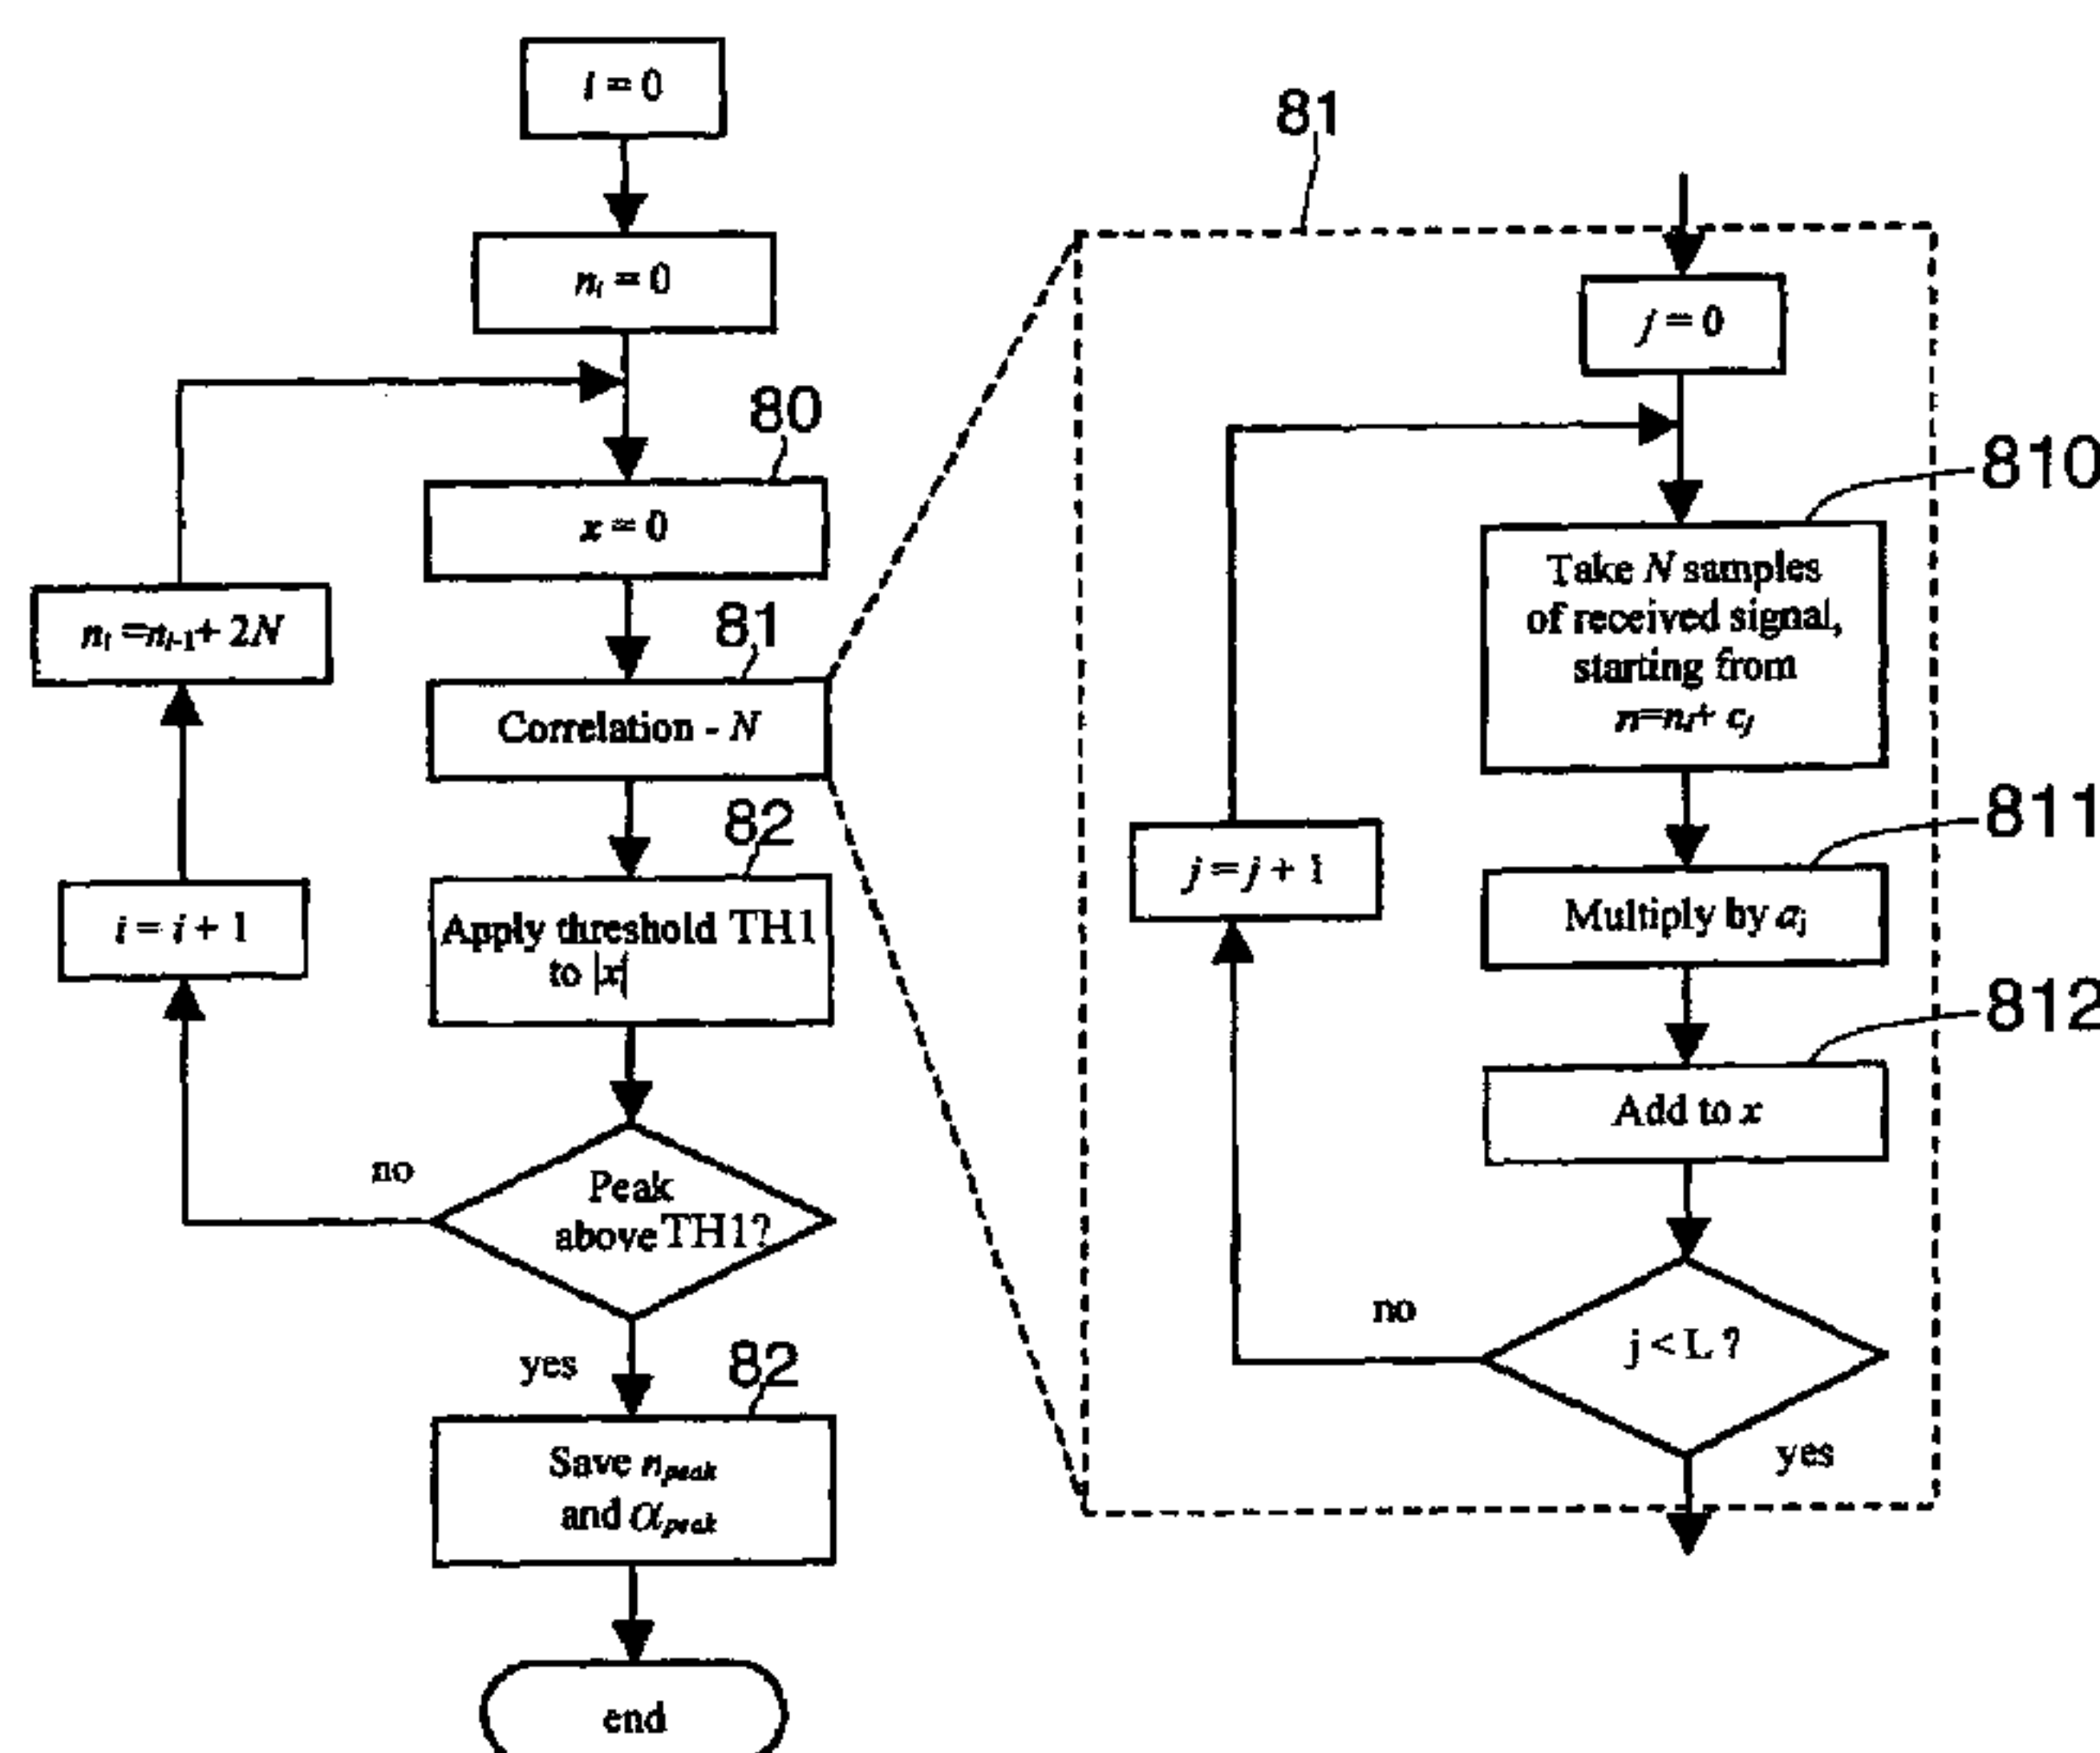 i = 0
nᵢ = 0
80
x = 0
81
Correlation - N
82
Apply threshold TH1
to |x|
Peak
above TH1?
no
yes
82
Save n_peak
and α_peak
end
i = i + 1
nᵢ =nᵢ₋₁+ 2N
81
j = 0
810
Take N samples
of received signal,
starting from
n=nᵢ+ cⱼ
811
Multiply by aⱼ
812
Add to x
j < L ?
no
yes
j = j + 1